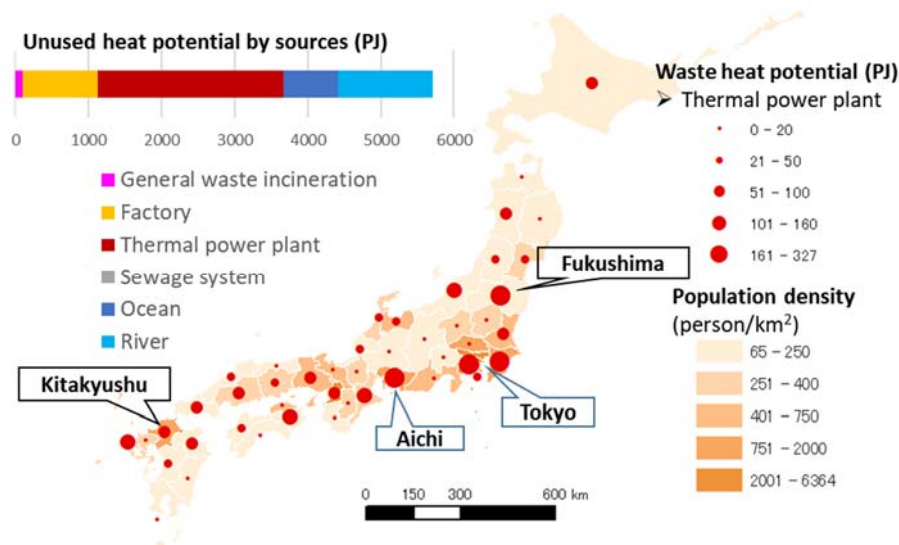 Unused heat potential by sources (PJ)
0 1000 2000 3000 4000 5000 6000
General waste incineration
Factory
Thermal power plant
Sewage system
Ocean
River
Waste heat potential (PJ)
➢ Thermal power plant
0 – 20
21 – 50
51 – 100
101 – 160
161 – 327
Population density
(person/km²)
65 – 250
251 – 400
401 – 750
751 – 2000
2001 – 6364
Fukushima
Kitakyushu
Tokyo
Aichi
0 150 300 600 km